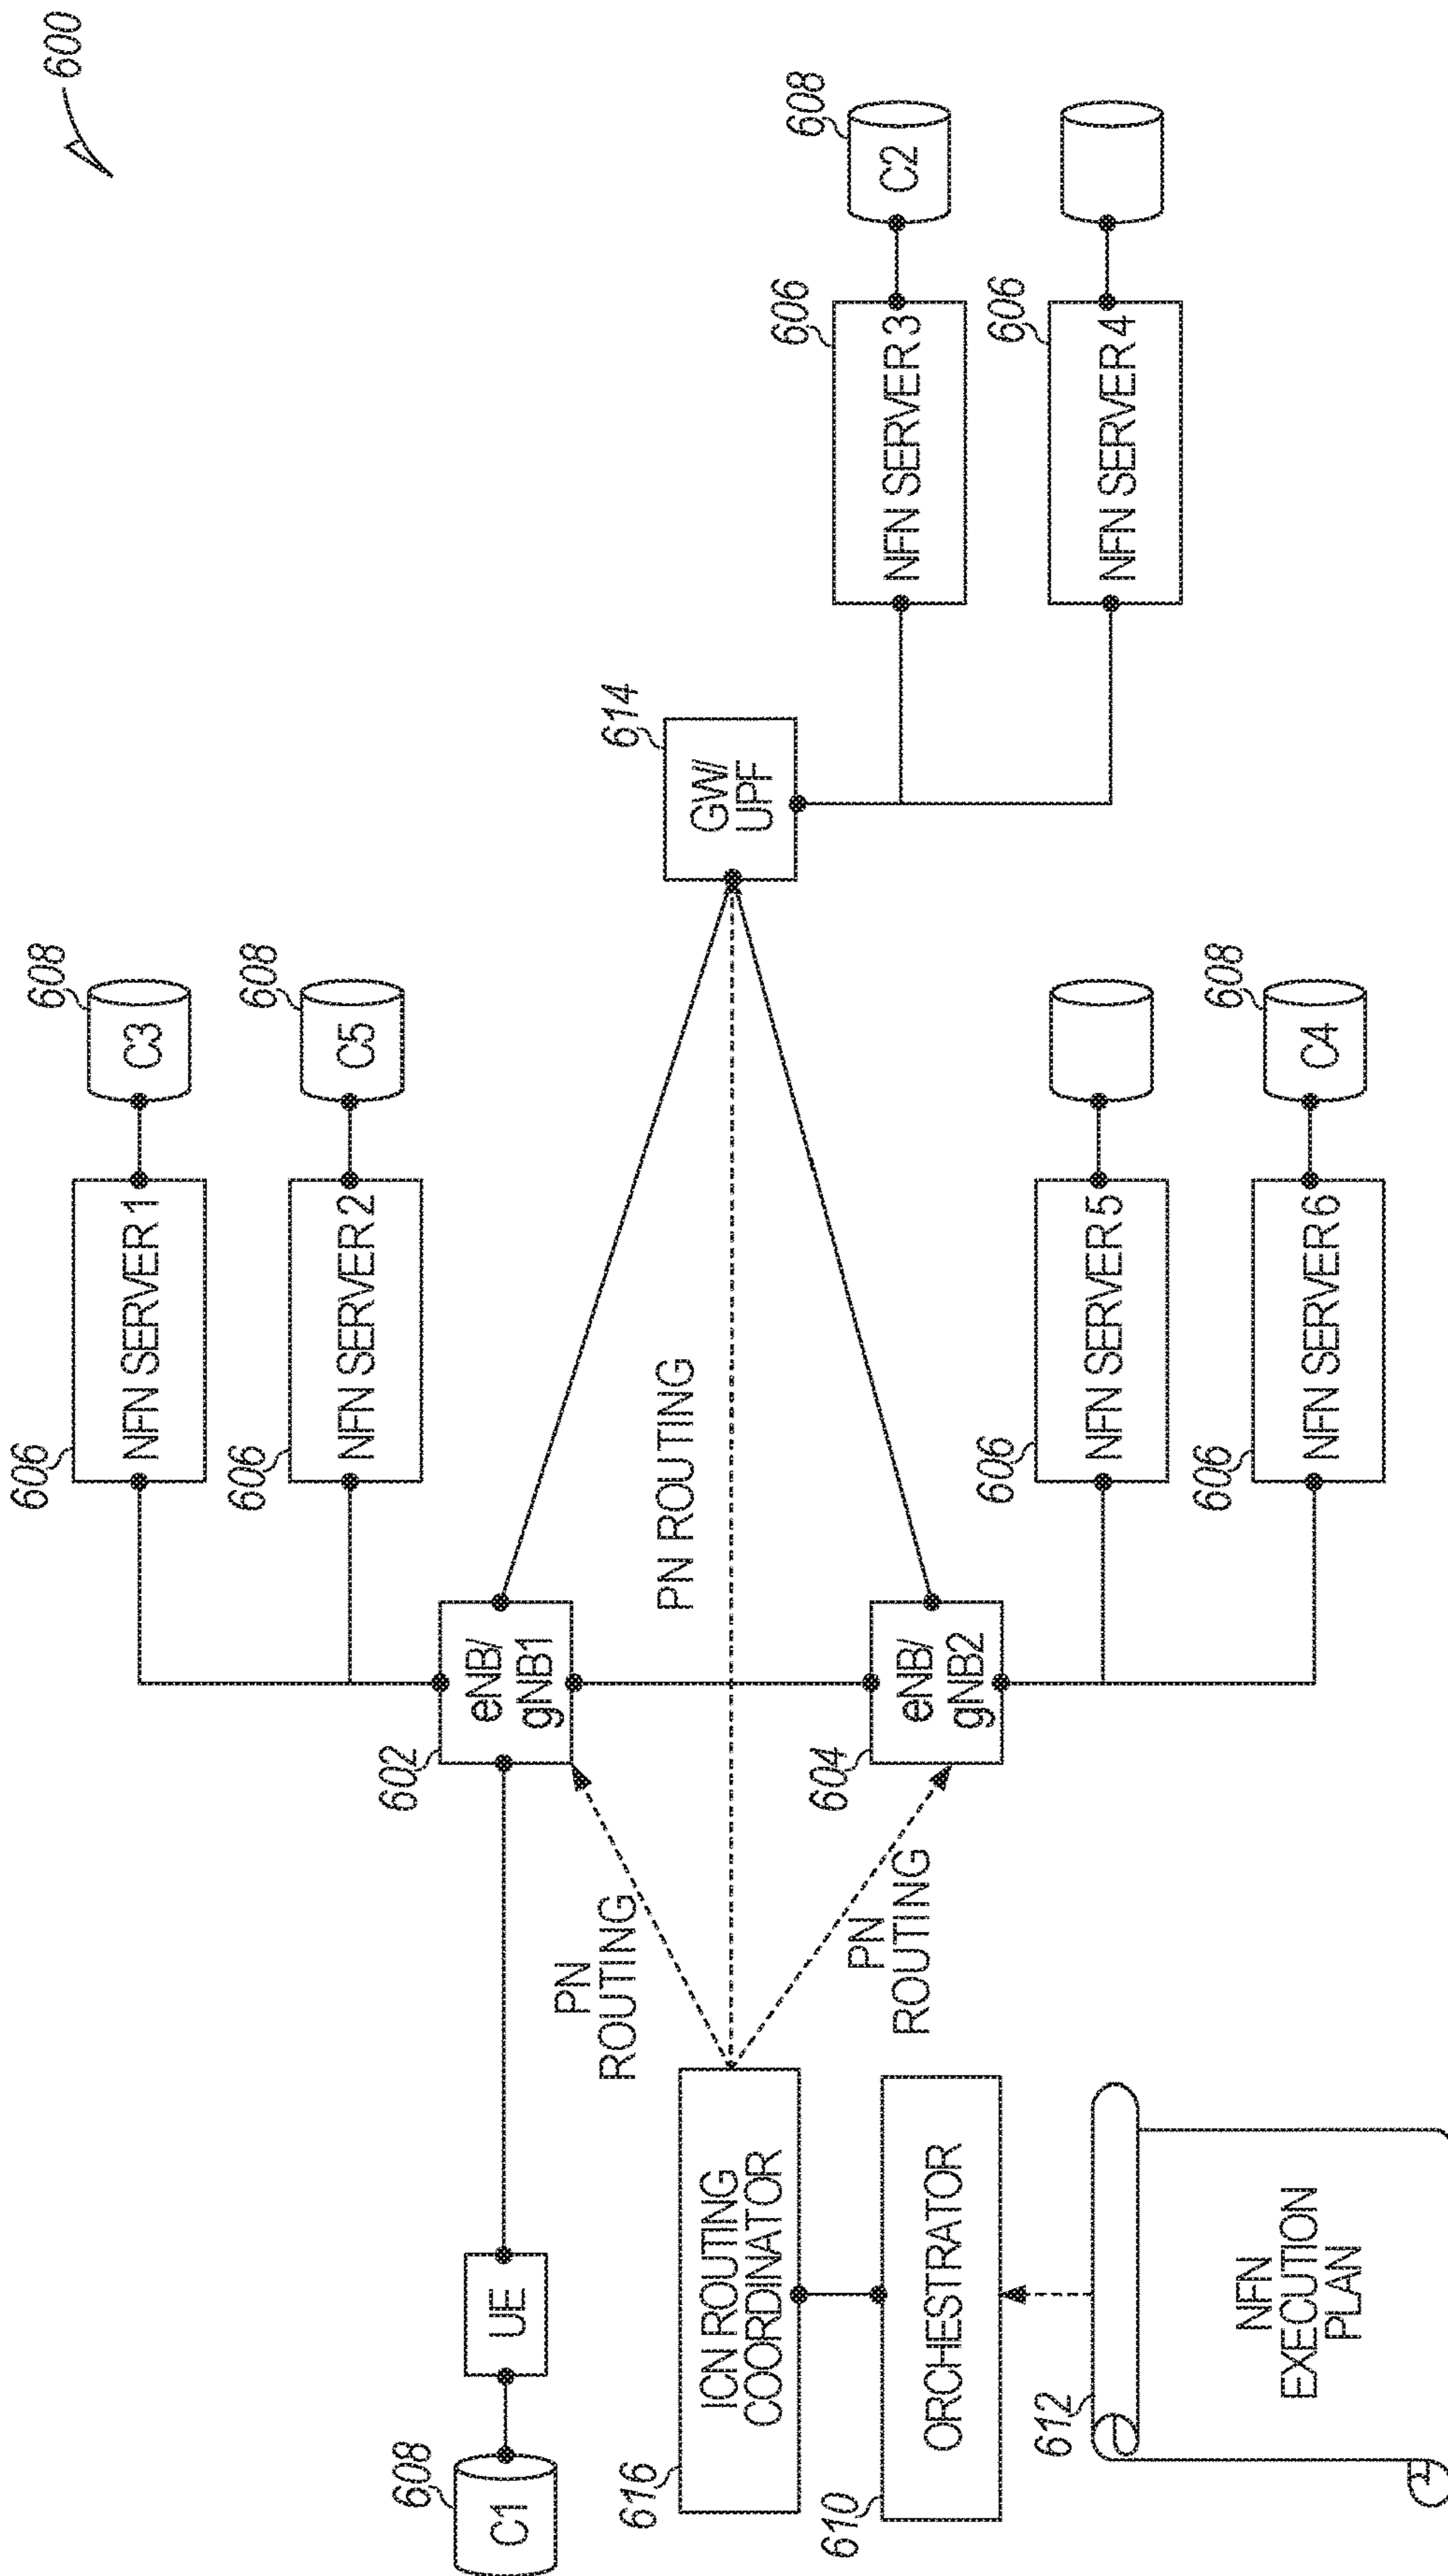 600
608
C3
NFN SERVER 1
606
608
C5
NFN SERVER 2
606
608
C1
UE
602
eNB/
gNB1
614
GW/
UPF
PN
ROUTING
PN ROUTING
PN
ROUTING
616
ICN ROUTING
COORDINATOR
610
ORCHESTRATOR
612
NFN
EXECUTION
PLAN
604
eNB/
gNB2
606
NFN SERVER 3
608
C2
606
NFN SERVER 4
606
NFN SERVER 5
606
NFN SERVER 6
608
C4